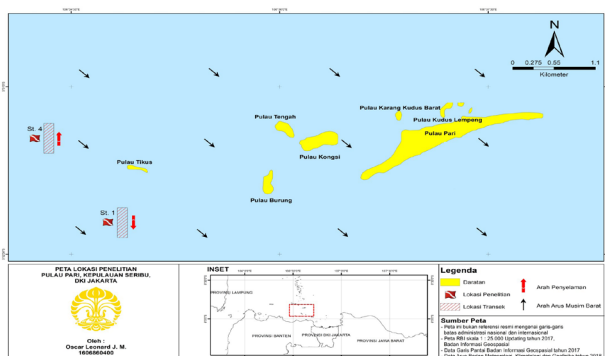 N
0 0.275 0.55 1.1
Kilometer
Pulau Karang Kudus Barat
Pulau Tengah
Pulau Kudus Lempeng
St. 4
Pulau Pari
Pulau Kongsi
Pulau Tikus
Pulau Burung
St. 1
PETA LOKASI PENELITIAN
PULAU PARI, KEPULAUAN SERIBU,
DKI JAKARTA
Oleh :
Oscar Leonard J. M.
1606860400
INSET
PROVINSI LAMPUNG
PROVINSI BANTEN
PROVINSI DKI JAKARTA
PROVINSI JAWA BARAT
Legenda
Daratan
Arah Penyelaman
Lokasi Penelitian
Lokasi Transek
Arah Arus Musim Barat
Sumber Peta
- Peta ini bukan referensi resmi mengenai garis-garis
batas administrasi nasional dan internasional
- Peta RBI skala 1 : 25.000 Updating tahun 2017,
Badan Informasi Geospasial
- Data Garis Pantai Badan Informasi Geospasial tahun 2017